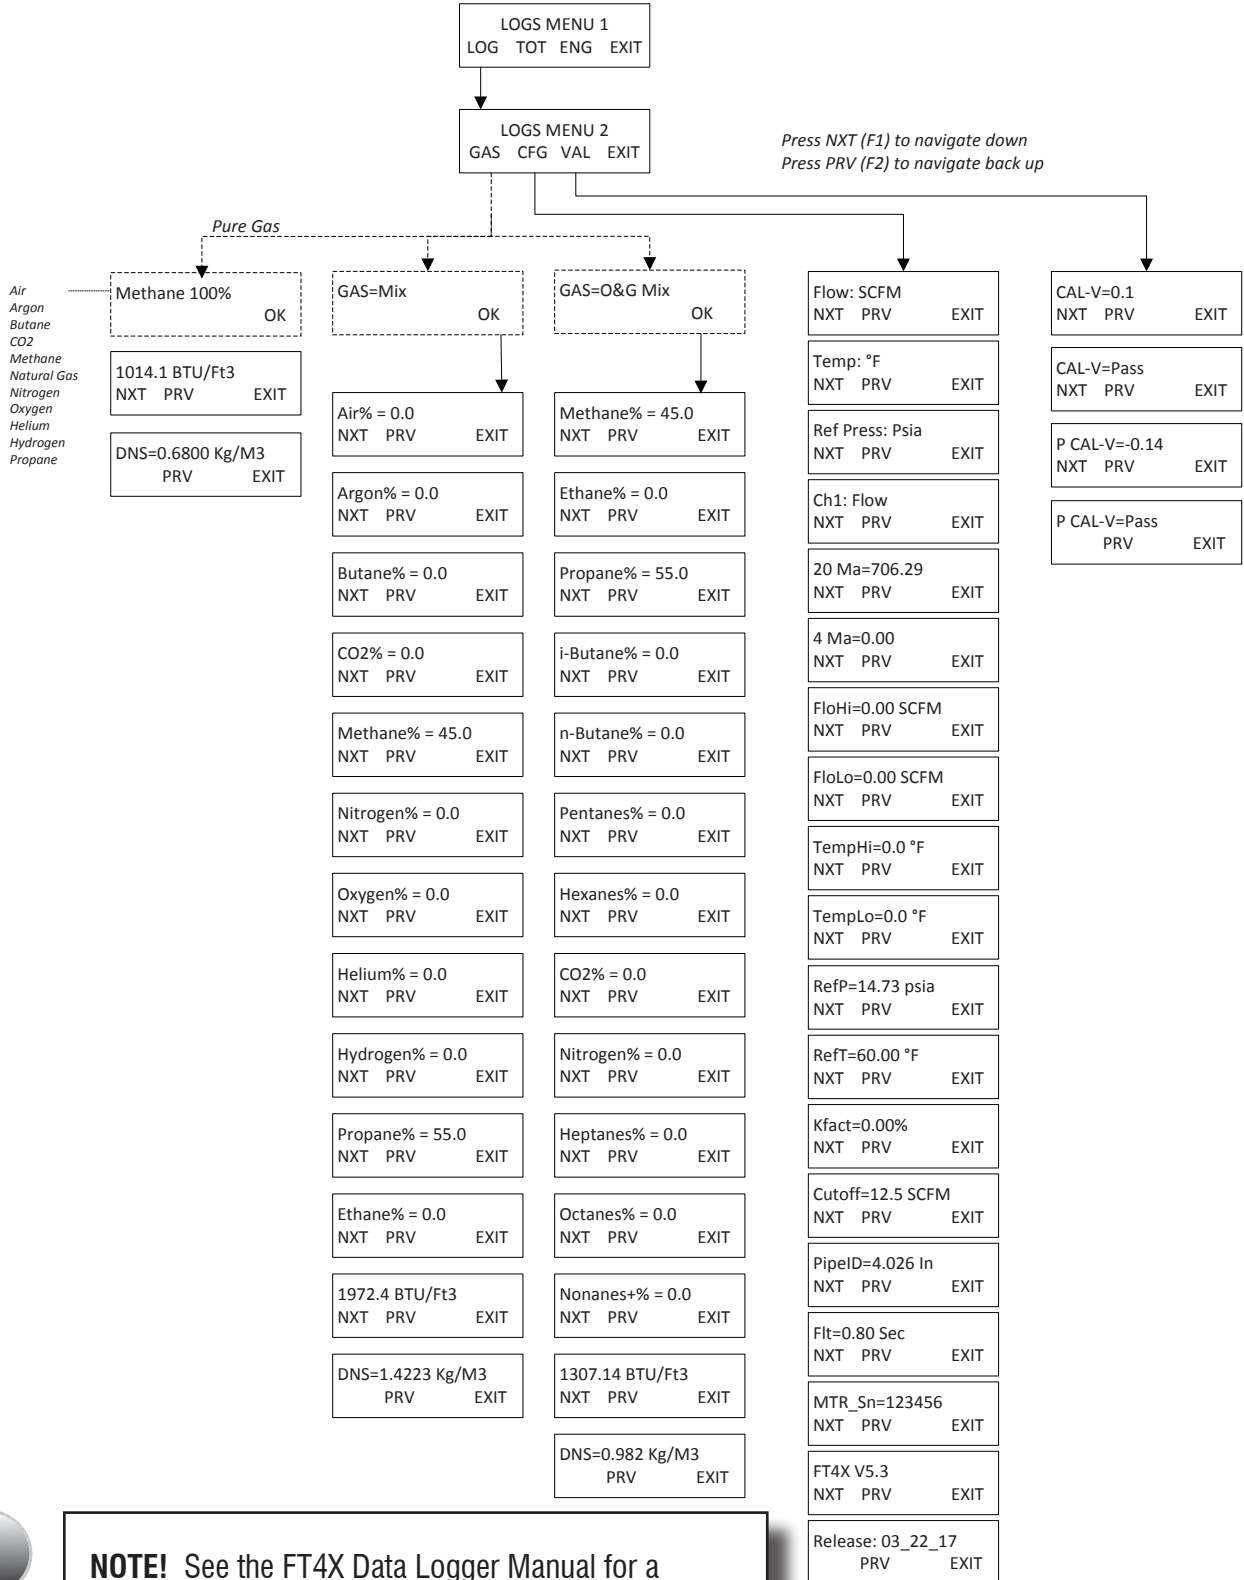 LOGS MENU 1
LOG TOT ENG EXIT
LOGS MENU 2
GAS CFG VAL EXIT
Press NXT (F1) to navigate down
Press PRV (F2) to navigate back up
Pure Gas
Air
Argon
Butane
CO2
Methane
Natural Gas
Nitrogen
Oxygen
Helium
Hydrogen
Propane
Methane 100%
OK
1014.1 BTU/Ft3
NXT PRV EXIT
DNS=0.6800 Kg/M3
PRV EXIT
GAS=Mix
OK
Air% = 0.0
NXT PRV EXIT
Argon% = 0.0
NXT PRV EXIT
Butane% = 0.0
NXT PRV EXIT
CO2% = 0.0
NXT PRV EXIT
Methane% = 45.0
NXT PRV EXIT
Nitrogen% = 0.0
NXT PRV EXIT
Oxygen% = 0.0
NXT PRV EXIT
Helium% = 0.0
NXT PRV EXIT
Hydrogen% = 0.0
NXT PRV EXIT
Propane% = 55.0
NXT PRV EXIT
Ethane% = 0.0
NXT PRV EXIT
1972.4 BTU/Ft3
NXT PRV EXIT
DNS=1.4223 Kg/M3
PRV EXIT
GAS=O&G Mix
OK
Methane% = 45.0
NXT PRV EXIT
Ethane% = 0.0
NXT PRV EXIT
Propane% = 55.0
NXT PRV EXIT
i-Butane% = 0.0
NXT PRV EXIT
n-Butane% = 0.0
NXT PRV EXIT
Pentanes% = 0.0
NXT PRV EXIT
Hexanes% = 0.0
NXT PRV EXIT
CO2% = 0.0
NXT PRV EXIT
Nitrogen% = 0.0
NXT PRV EXIT
Heptanes% = 0.0
NXT PRV EXIT
Octanes% = 0.0
NXT PRV EXIT
Nonanes+% = 0.0
NXT PRV EXIT
1307.14 BTU/Ft3
NXT PRV EXIT
DNS=0.982 Kg/M3
PRV EXIT
Flow: SCFM
NXT PRV EXIT
Temp: °F
NXT PRV EXIT
Ref Press: Psia
NXT PRV EXIT
Ch1: Flow
NXT PRV EXIT
20 Ma=706.29
NXT PRV EXIT
4 Ma=0.00
NXT PRV EXIT
FloHi=0.00 SCFM
NXT PRV EXIT
FloLo=0.00 SCFM
NXT PRV EXIT
TempHi=0.0 °F
NXT PRV EXIT
TempLo=0.0 °F
NXT PRV EXIT
RefP=14.73 psia
NXT PRV EXIT
RefT=60.00 °F
NXT PRV EXIT
Kfact=0.00%
NXT PRV EXIT
Cutoff=12.5 SCFM
NXT PRV EXIT
PipeID=4.026 In
NXT PRV EXIT
Flt=0.80 Sec
NXT PRV EXIT
MTR_Sn=123456
NXT PRV EXIT
FT4X V5.3
NXT PRV EXIT
Release: 03_22_17
PRV EXIT
CAL-V=0.1
NXT PRV EXIT
CAL-V=Pass
NXT PRV EXIT
P CAL-V=-0.14
NXT PRV EXIT
P CAL-V=Pass
PRV EXIT
NOTE! See the FT4X Data Logger Manual for a